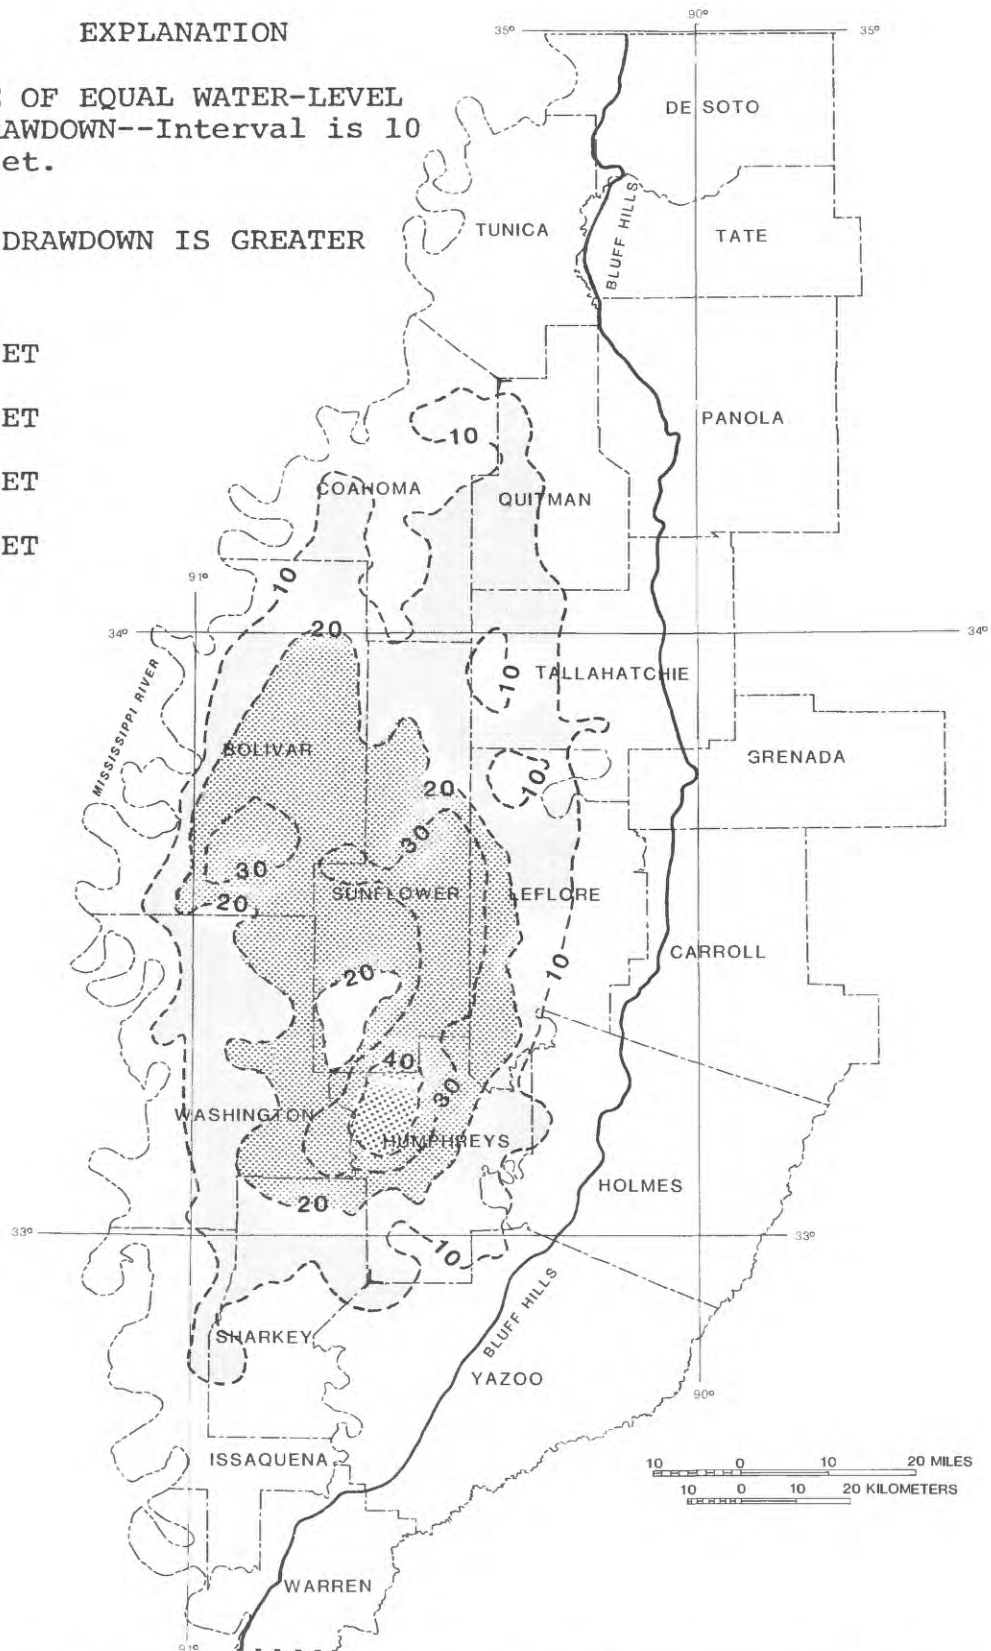 EXPLANATION
OF EQUAL WATER-LEVEL
AWDOWN--Interval is 10
et.
DRAWDOWN IS GREATER
ET
ET
ET
ET
90°
35°
35°
DE SOTO
TUNICA
BLUFF HILLS
TATE
PANOLA
10
COAHOMA
QUITMAN
91°
10
34°
20
34°
MISSISSIPPI RIVER
10
TALLAHATCHIE
BOLIVAR
GRENADA
10
20
30
30
SUNFLOWER
LEFLORE
20
CARROLL
10
20
40
30
WASHINGTON
HUMPHREYS
HOLMES
20
33°
10
33°
BLUFF HILLS
SHARKEY
YAZOO
90°
ISSAQUENA
10 0 10 20 MILES
10 0 10 20 KILOMETERS
WARREN
91°